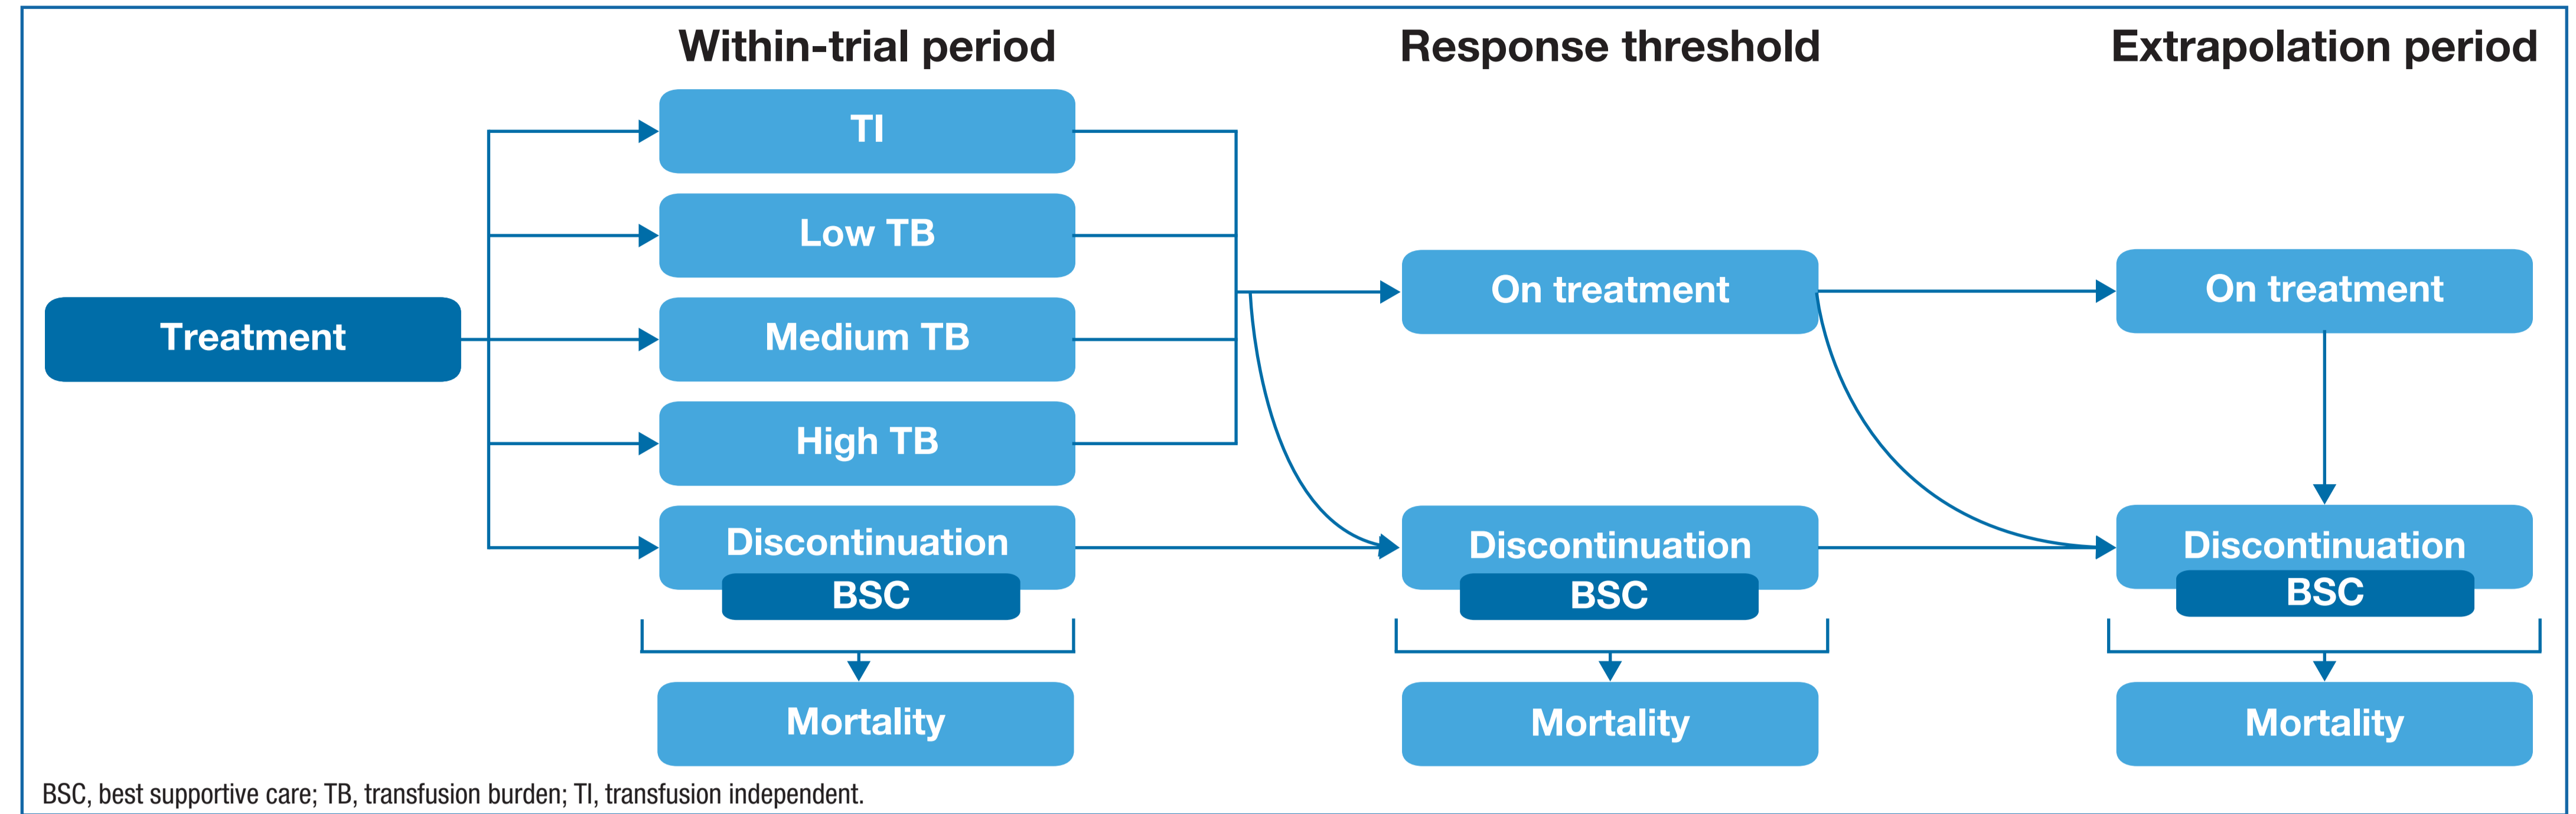 Within-trial period
Response threshold
Extrapolation period
Treatment
TI
Low TB
Medium TB
High TB
Discontinuation
BSC
Mortality
On treatment
Discontinuation
BSC
Mortality
On treatment
Discontinuation
BSC
Mortality
BSC, best supportive care; TB, transfusion burden; TI, transfusion independent.